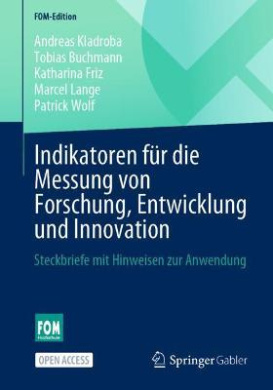 FOM-Edition
Andreas Kladroba
Tobias Buchmann
Katharina Friz
Marcel Lange
Patrick Wolf
Indikatoren für die
Messung von
Forschung, Entwicklung
und Innovation
Steckbriefe mit Hinweisen zur Anwendung
FOM
Hochschule
OPEN ACCESS
Springer Gabler